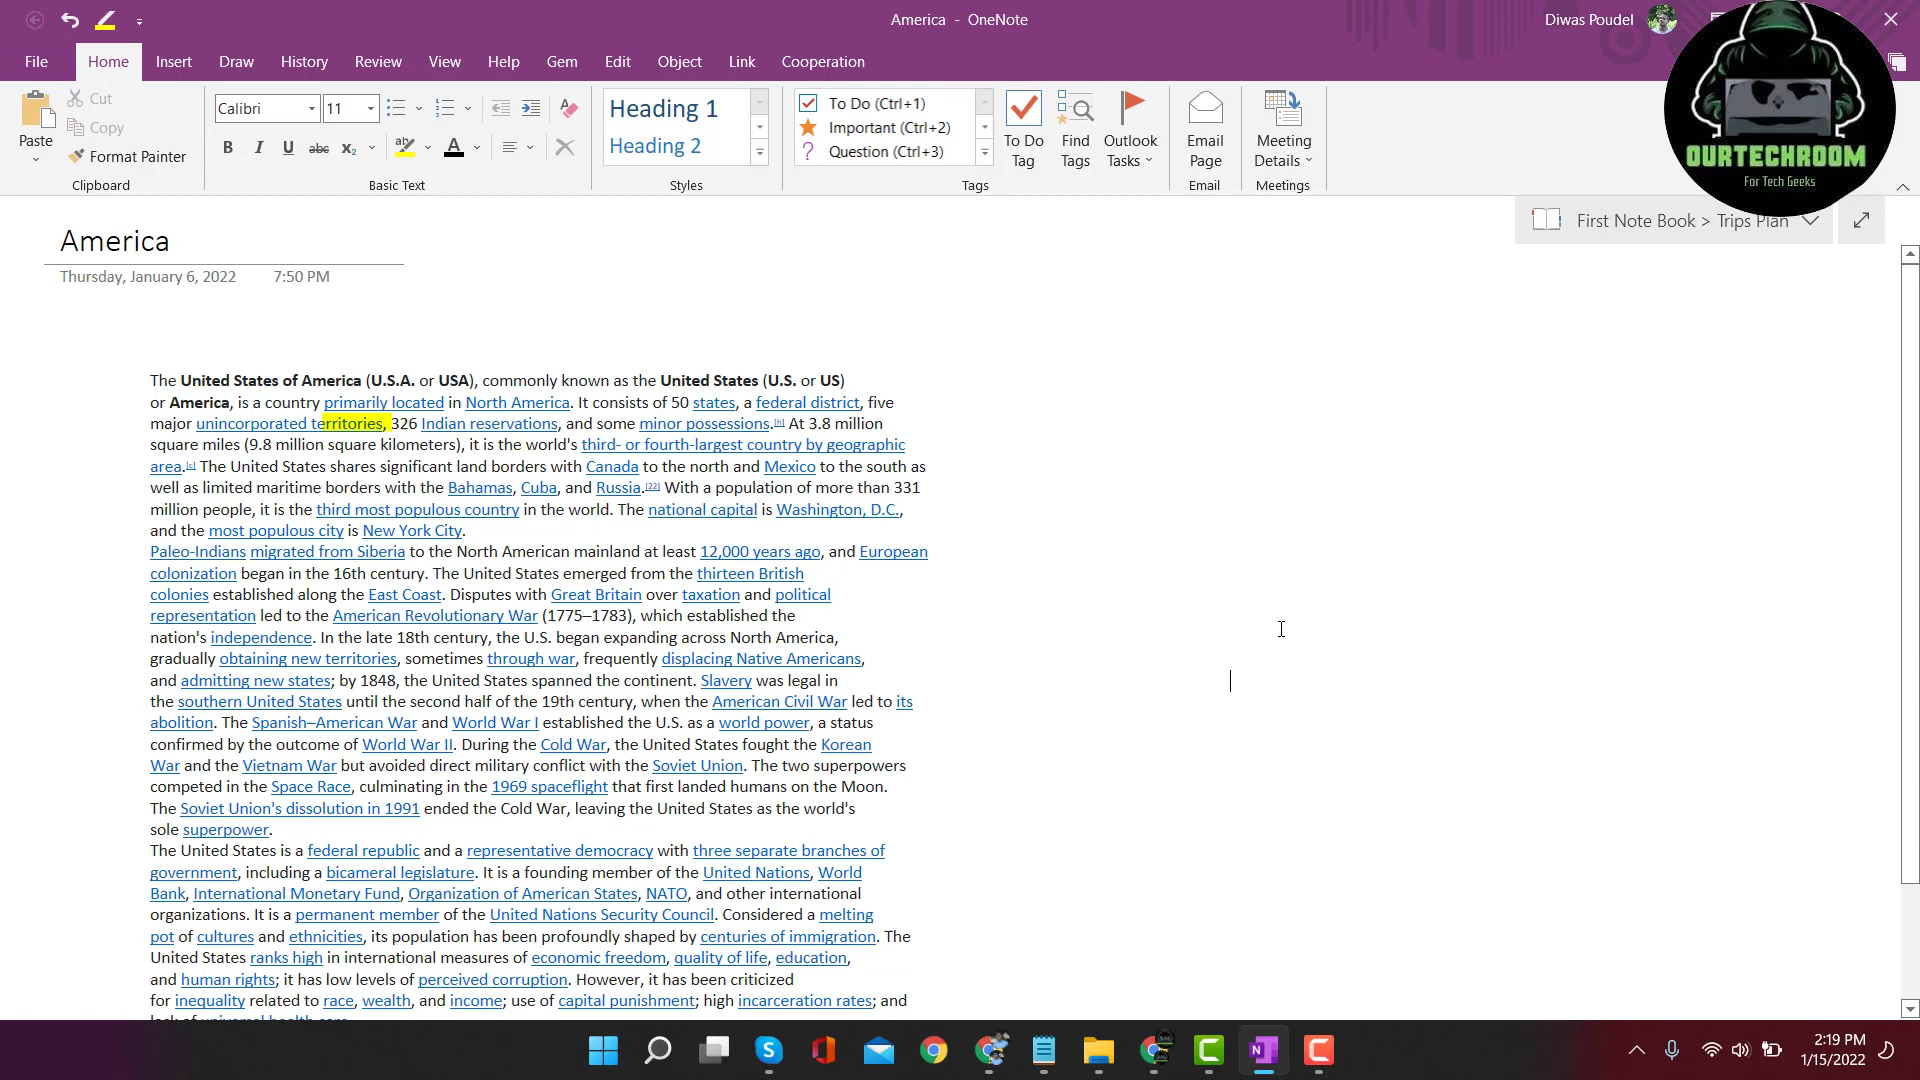 America - OneNote
Diwas Poudel
File Home Insert Draw History Review View Help Gem Edit Object Link Cooperation
Paste
Cut
Copy
Format Painter
Clipboard
Calibri 11
B I U abc x₂ ab A
Basic Text
Heading 1
Heading 2
Styles
To Do (Ctrl+1)
Important (Ctrl+2)
? Question (Ctrl+3)
To Do Tag
Find Tags
Outlook Tasks
Tags
Email Page
Email
Meeting Details
Meetings
OURTECHROOM
For Tech Geeks
First Note Book > Trips Plan
America
Thursday, January 6, 2022 7:50 PM
The United States of America (U.S.A. or USA), commonly known as the United States (U.S. or US)
or America, is a country primarily located in North America. It consists of 50 states, a federal district, five
major unincorporated territories, 326 Indian reservations, and some minor possessions.[h] At 3.8 million
square miles (9.8 million square kilometers), it is the world's third- or fourth-largest country by geographic
area.[c] The United States shares significant land borders with Canada to the north and Mexico to the south as
well as limited maritime borders with the Bahamas, Cuba, and Russia.[22] With a population of more than 331
million people, it is the third most populous country in the world. The national capital is Washington, D.C.,
and the most populous city is New York City.
Paleo-Indians migrated from Siberia to the North American mainland at least 12,000 years ago, and European
colonization began in the 16th century. The United States emerged from the thirteen British
colonies established along the East Coast. Disputes with Great Britain over taxation and political
representation led to the American Revolutionary War (1775–1783), which established the
nation's independence. In the late 18th century, the U.S. began expanding across North America,
gradually obtaining new territories, sometimes through war, frequently displacing Native Americans,
and admitting new states; by 1848, the United States spanned the continent. Slavery was legal in
the southern United States until the second half of the 19th century, when the American Civil War led to its
abolition. The Spanish–American War and World War I established the U.S. as a world power, a status
confirmed by the outcome of World War II. During the Cold War, the United States fought the Korean
War and the Vietnam War but avoided direct military conflict with the Soviet Union. The two superpowers
competed in the Space Race, culminating in the 1969 spaceflight that first landed humans on the Moon.
The Soviet Union's dissolution in 1991 ended the Cold War, leaving the United States as the world's
sole superpower.
The United States is a federal republic and a representative democracy with three separate branches of
government, including a bicameral legislature. It is a founding member of the United Nations, World
Bank, International Monetary Fund, Organization of American States, NATO, and other international
organizations. It is a permanent member of the United Nations Security Council. Considered a melting
pot of cultures and ethnicities, its population has been profoundly shaped by centuries of immigration. The
United States ranks high in international measures of economic freedom, quality of life, education,
and human rights; it has low levels of perceived corruption. However, it has been criticized
for inequality related to race, wealth, and income; use of capital punishment; high incarceration rates; and
lack of universal health care.
2:19 PM
1/15/2022